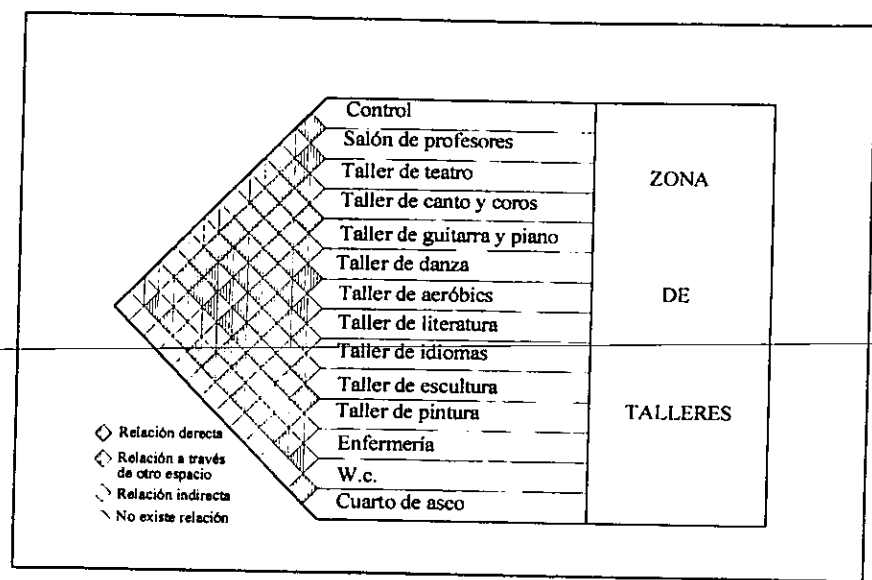 Control
Salón de profesores
Taller de teatro
Taller de canto y coros
Taller de guitarra y piano
Taller de danza
Taller de aeróbics
Taller de literatura
Taller de idiomas
Taller de escultura
Taller de pintura
Enfermería
W.c.
Cuarto de asco
ZONA
DE
TALLERES
Relación derecta
Relación a través
de otro espacio
Relación indirecta
No existe relación